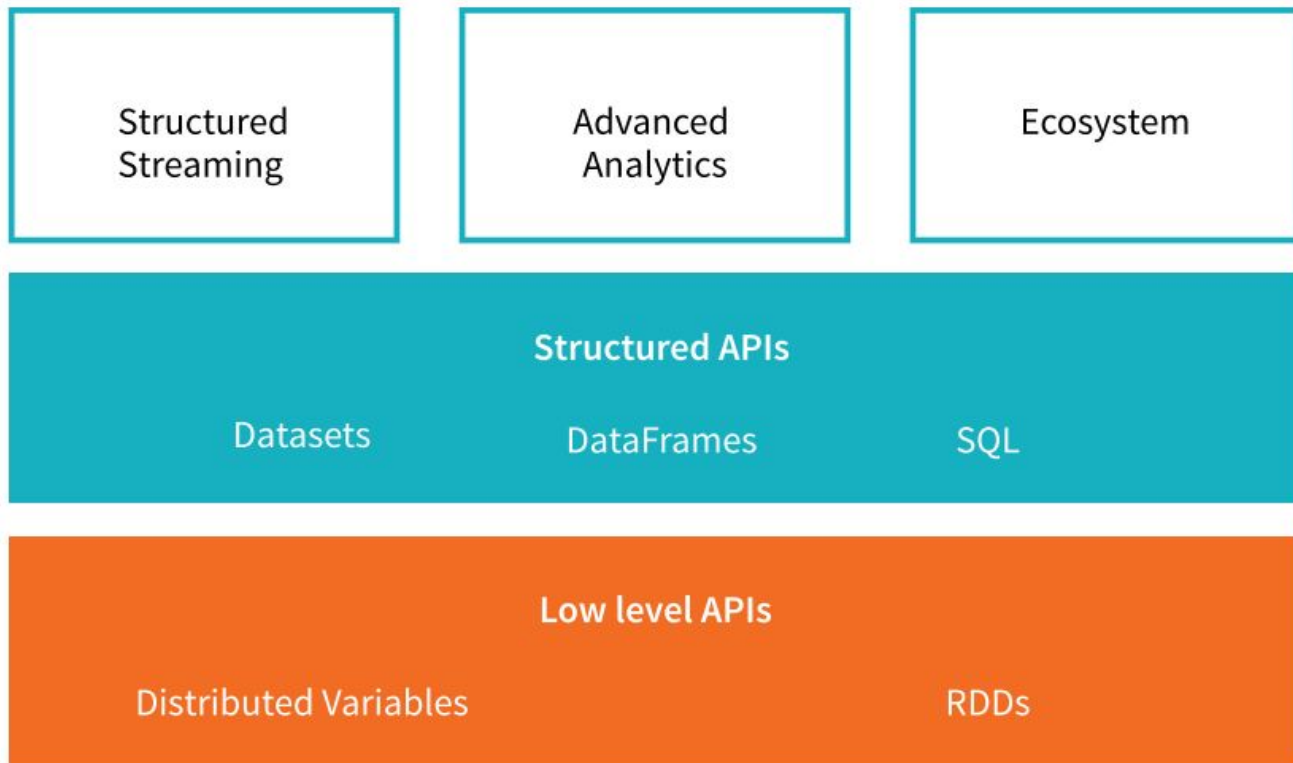 Structured
Streaming
Advanced
Analytics
Ecosystem
Structured APIs
Datasets
DataFrames
SQL
Low level APIs
Distributed Variables
RDDs